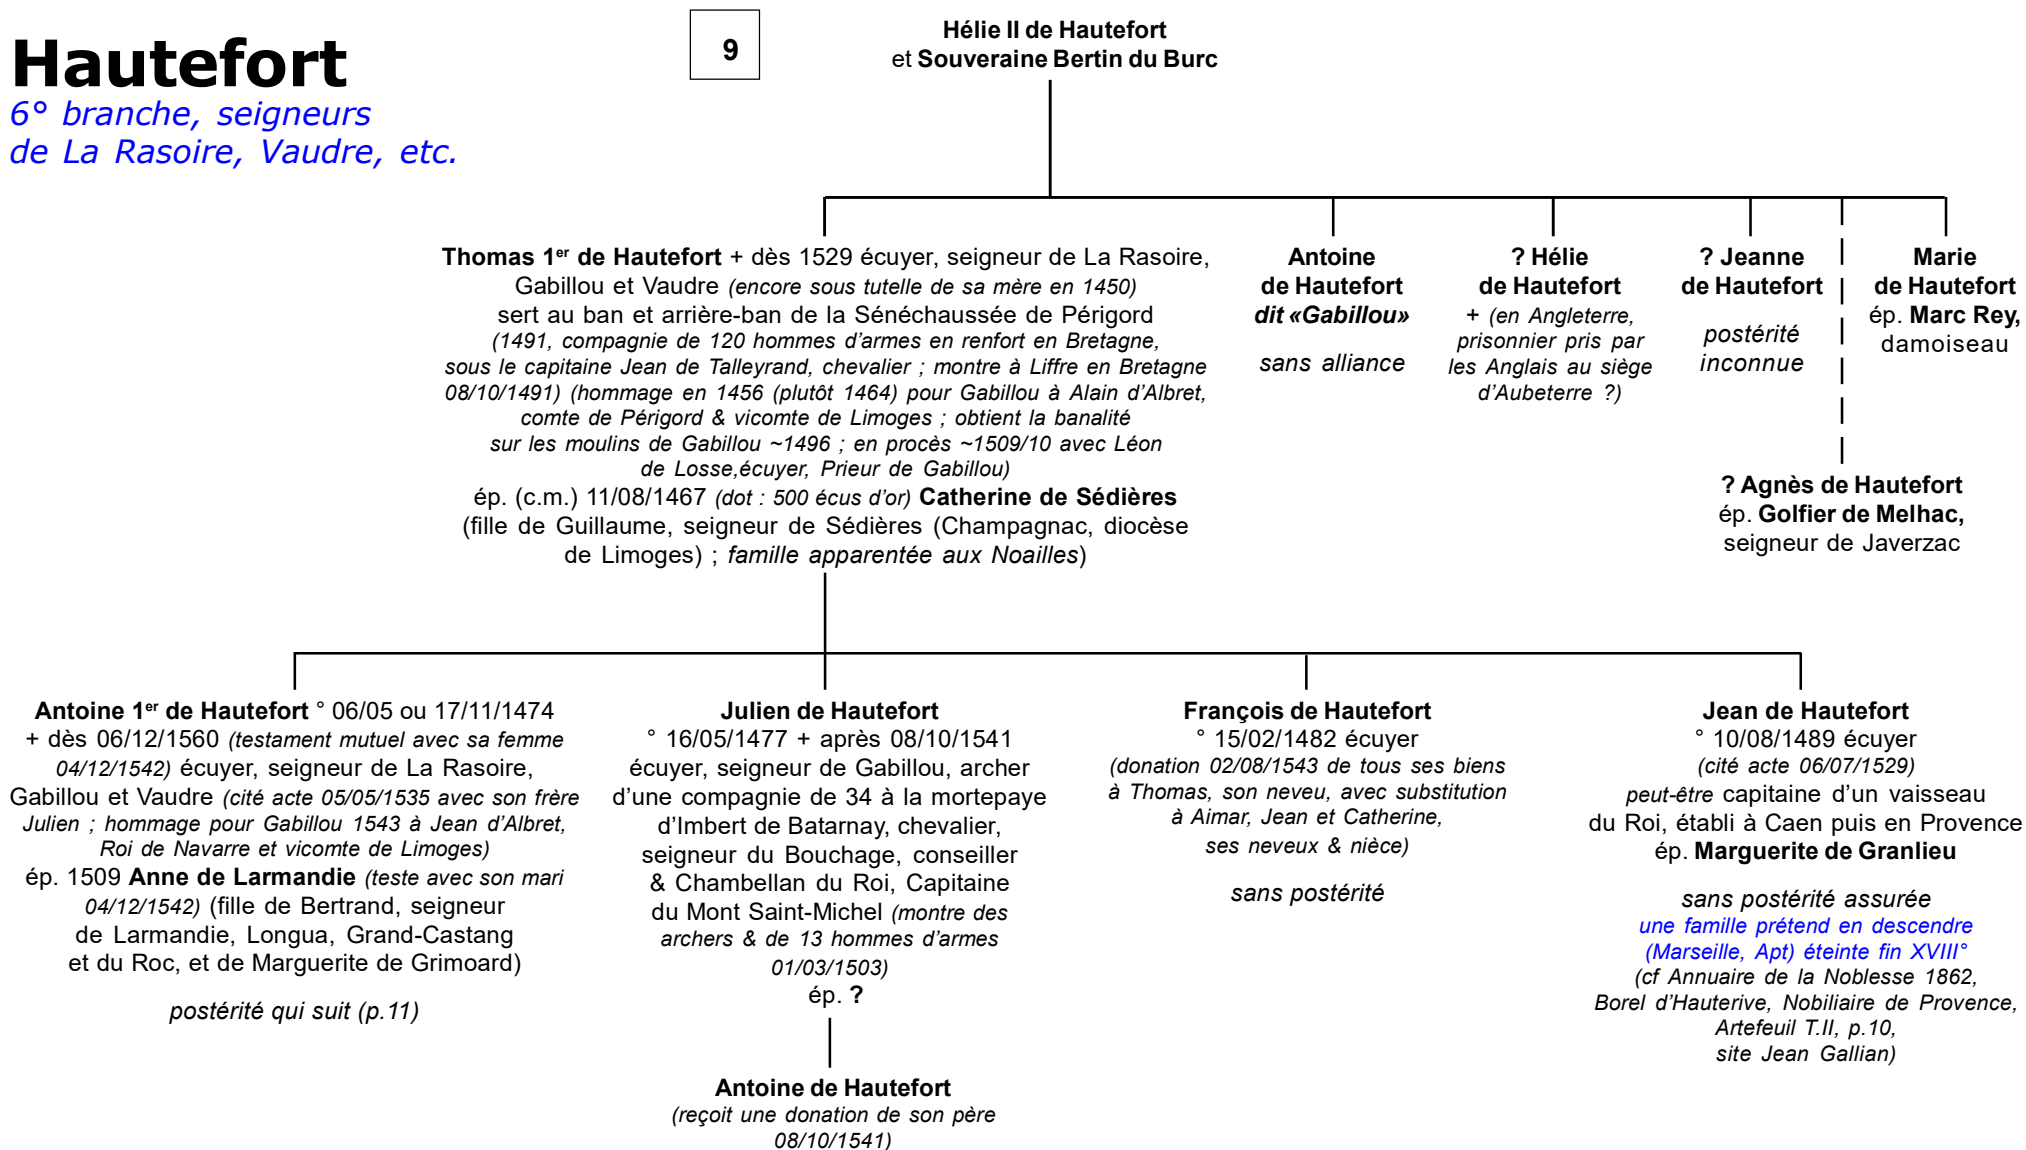 Hautefort
6° branche, seigneurs
de La Rasoire, Vaudre, etc.
9
Hélie II de Hautefort
et Souveraine Bertin du Burc
Thomas 1er de Hautefort + dès 1529 écuyer, seigneur de La Rasoire,
Gabillou et Vaudre (encore sous tutelle de sa mère en 1450)
sert au ban et arrière-ban de la Sénéchaussée de Périgord
(1491, compagnie de 120 hommes d’armes en renfort en Bretagne,
sous le capitaine Jean de Talleyrand, chevalier ; montre à Liffre en Bretagne
08/10/1491) (hommage en 1456 (plutôt 1464) pour Gabillou à Alain d’Albret,
comte de Périgord & vicomte de Limoges ; obtient la banalité
sur les moulins de Gabillou ~1496 ; en procès ~1509/10 avec Léon
de Losse,écuyer, Prieur de Gabillou)
ép. (c.m.) 11/08/1467 (dot : 500 écus d’or) Catherine de Sédières
(fille de Guillaume, seigneur de Sédières (Champagnac, diocèse
de Limoges) ; famille apparentée aux Noailles)
Antoine
de Hautefort
dit «Gabillou»
sans alliance
? Hélie
de Hautefort
+ (en Angleterre,
prisonnier pris par
les Anglais au siège
d’Aubeterre ?)
? Jeanne
de Hautefort
postérité
inconnue
Marie
de Hautefort
ép. Marc Rey,
damoiseau
? Agnès de Hautefort
ép. Golfier de Melhac,
seigneur de Javerzac
Antoine 1er de Hautefort ° 06/05 ou 17/11/1474
+ dès 06/12/1560 (testament mutuel avec sa femme
04/12/1542) écuyer, seigneur de La Rasoire,
Gabillou et Vaudre (cité acte 05/05/1535 avec son frère
Julien ; hommage pour Gabillou 1543 à Jean d’Albret,
Roi de Navarre et vicomte de Limoges)
ép. 1509 Anne de Larmandie (teste avec son mari
04/12/1542) (fille de Bertrand, seigneur
de Larmandie, Longua, Grand-Castang
et du Roc, et de Marguerite de Grimoard)
postérité qui suit (p.11)
Julien de Hautefort
° 16/05/1477 + après 08/10/1541
écuyer, seigneur de Gabillou, archer
d’une compagnie de 34 à la mortepaye
d’Imbert de Batarnay, chevalier,
seigneur du Bouchage, conseiller
& Chambellan du Roi, Capitaine
du Mont Saint-Michel (montre des
archers & de 13 hommes d’armes
01/03/1503)
ép. ?
Antoine de Hautefort
(reçoit une donation de son père
08/10/1541)
François de Hautefort
° 15/02/1482 écuyer
(donation 02/08/1543 de tous ses biens
à Thomas, son neveu, avec substitution
à Aimar, Jean et Catherine,
ses neveux & nièce)
sans postérité
Jean de Hautefort
° 10/08/1489 écuyer
(cité acte 06/07/1529)
peut-être capitaine d’un vaisseau
du Roi, établi à Caen puis en Provence
ép. Marguerite de Granlieu
sans postérité assurée
une famille prétend en descendre
(Marseille, Apt) éteinte fin XVIII°
(cf Annuaire de la Noblesse 1862,
Borel d’Hauterive, Nobiliaire de Provence,
Artefeuil T.II, p.10,
site Jean Gallian)